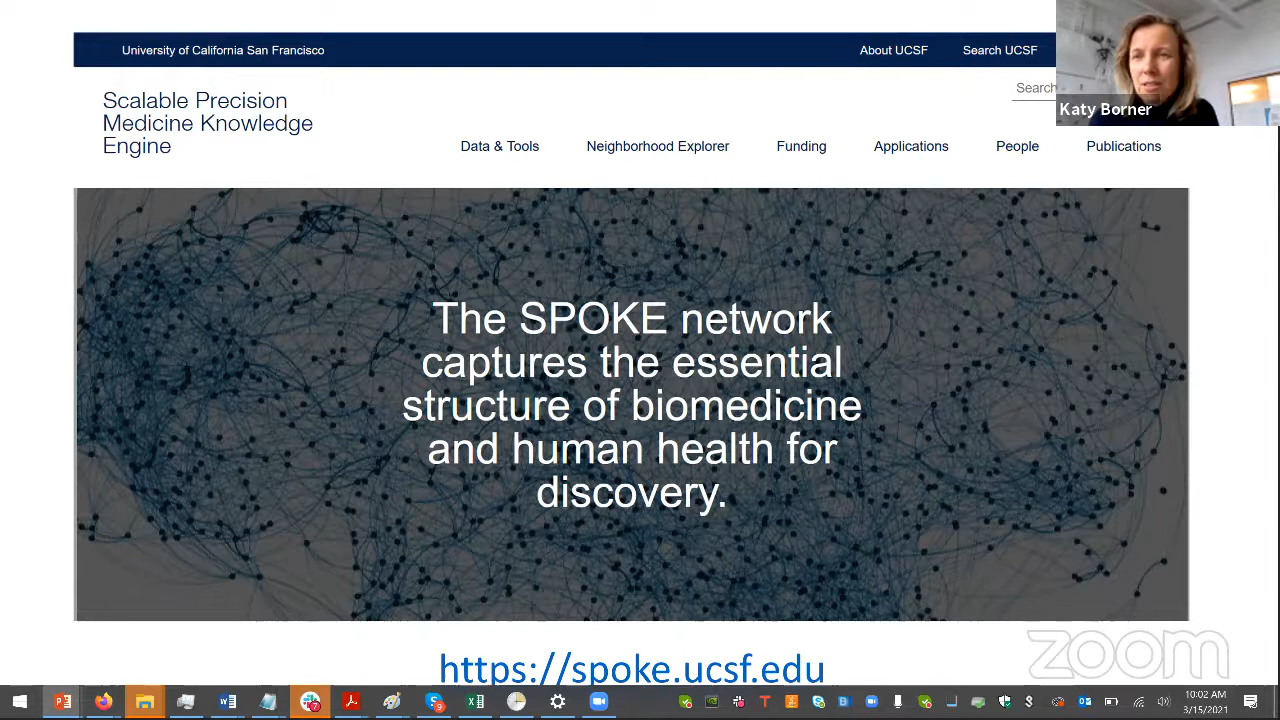 University of California San Francisco
About UCSF
Search UCSF
Search
Katy Borner
Scalable Precision
Medicine Knowledge
Engine
Data & Tools
Neighborhood Explorer
Funding
Applications
People
Publications
The SPOKE network
captures the essential
structure of biomedicine
and human health for
discovery.
https://spoke.ucsf.edu
zoom
10:02 AM
3/15/2021